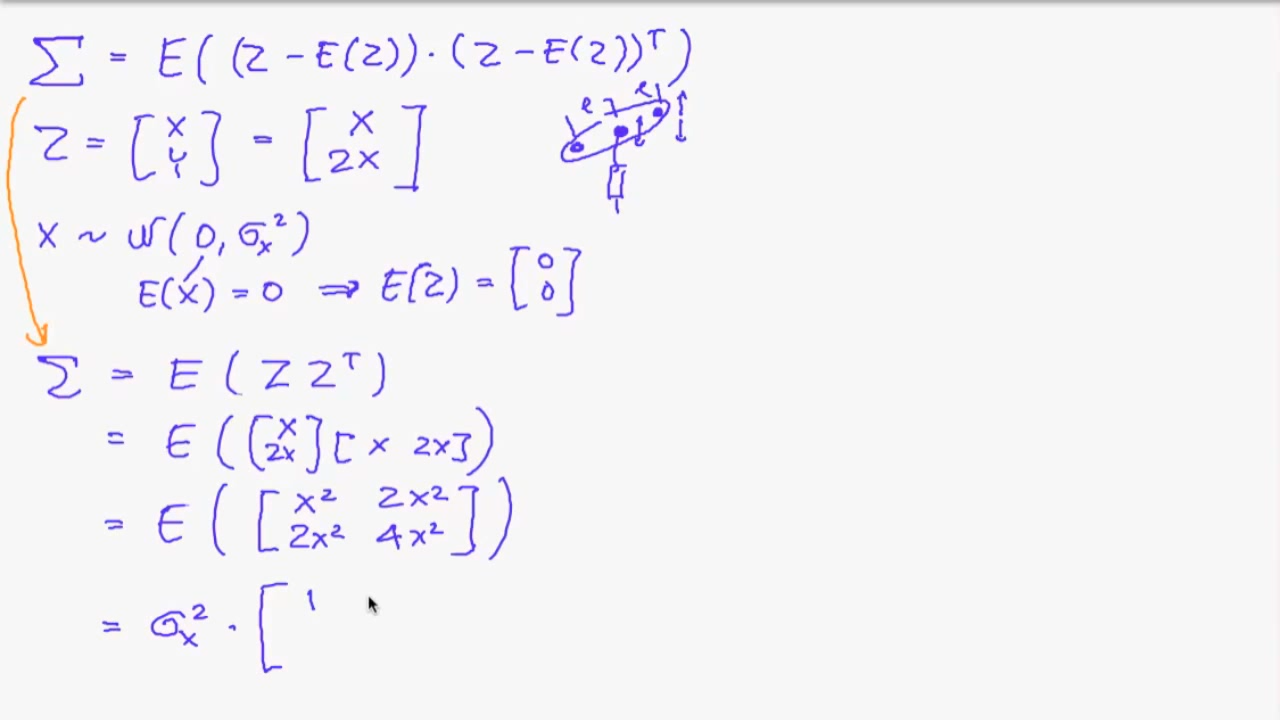 Σ = E((Z - E(Z))·(Z - E(Z))ᵀ)
Z = [X; Y] = [X; 2X]
l l
X ~ N(0, σₓ²)
E(X) = 0 ⇒ E(Z) = [0; 0]
Σ = E(Z Zᵀ)
= E([X; 2X][X 2X])
= E([X² 2X²; 2X² 4X²])
= σₓ² · [1